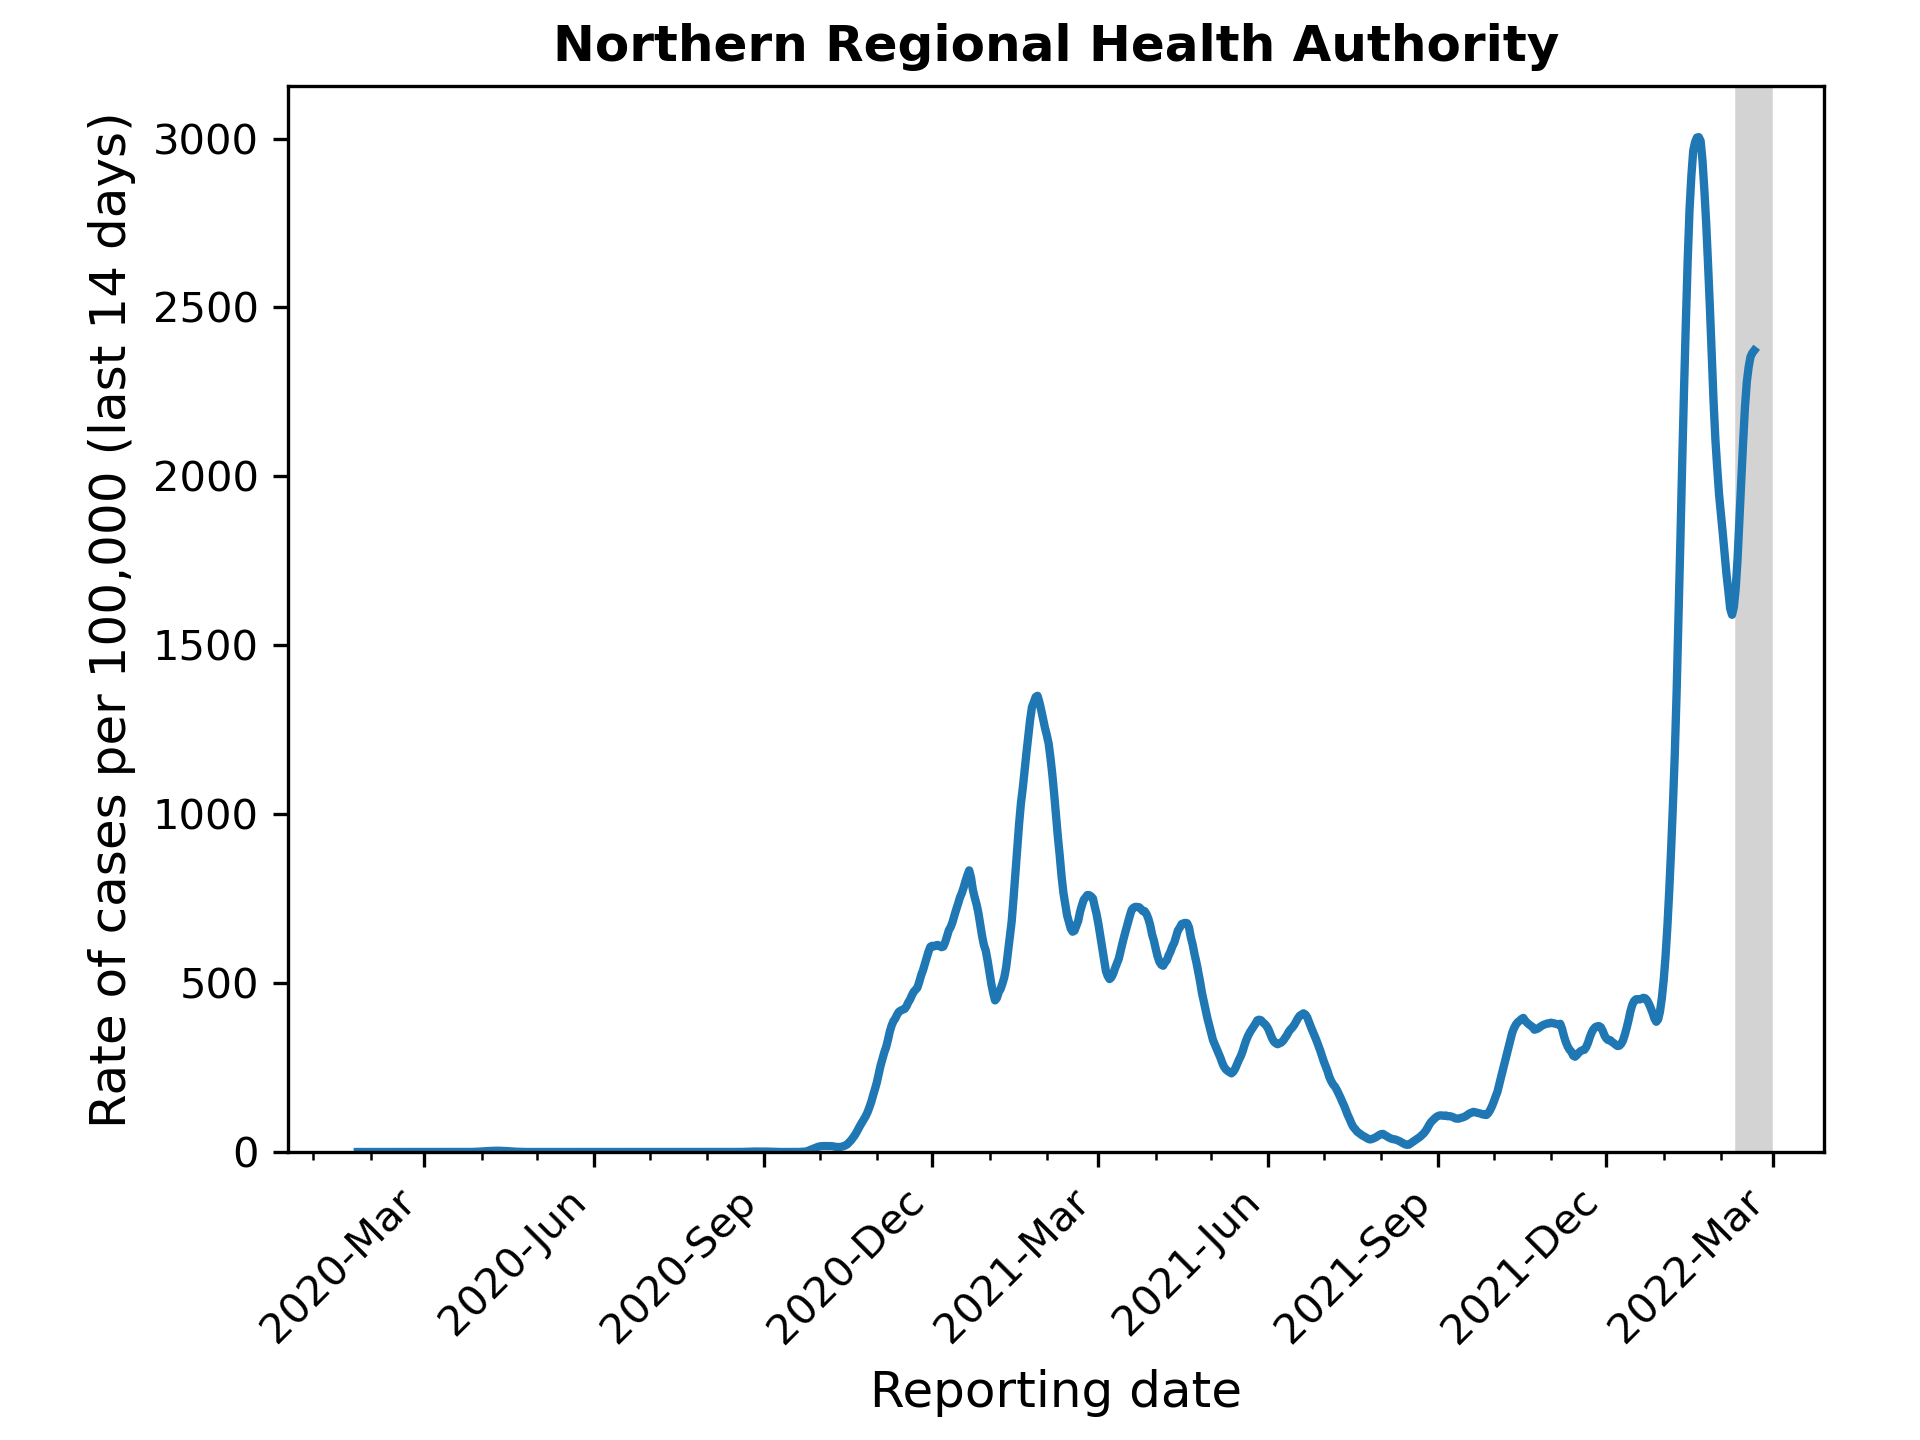 Northern Regional Health Authority
Rate of cases per 100,000 (last 14 days)
3000
2500
2000
1500
1000
500
0
2020-Mar
2020-Jun
2020-Sep
2020-Dec
2021-Mar
2021-Jun
2021-Sep
2021-Dec
2022-Mar
Reporting date